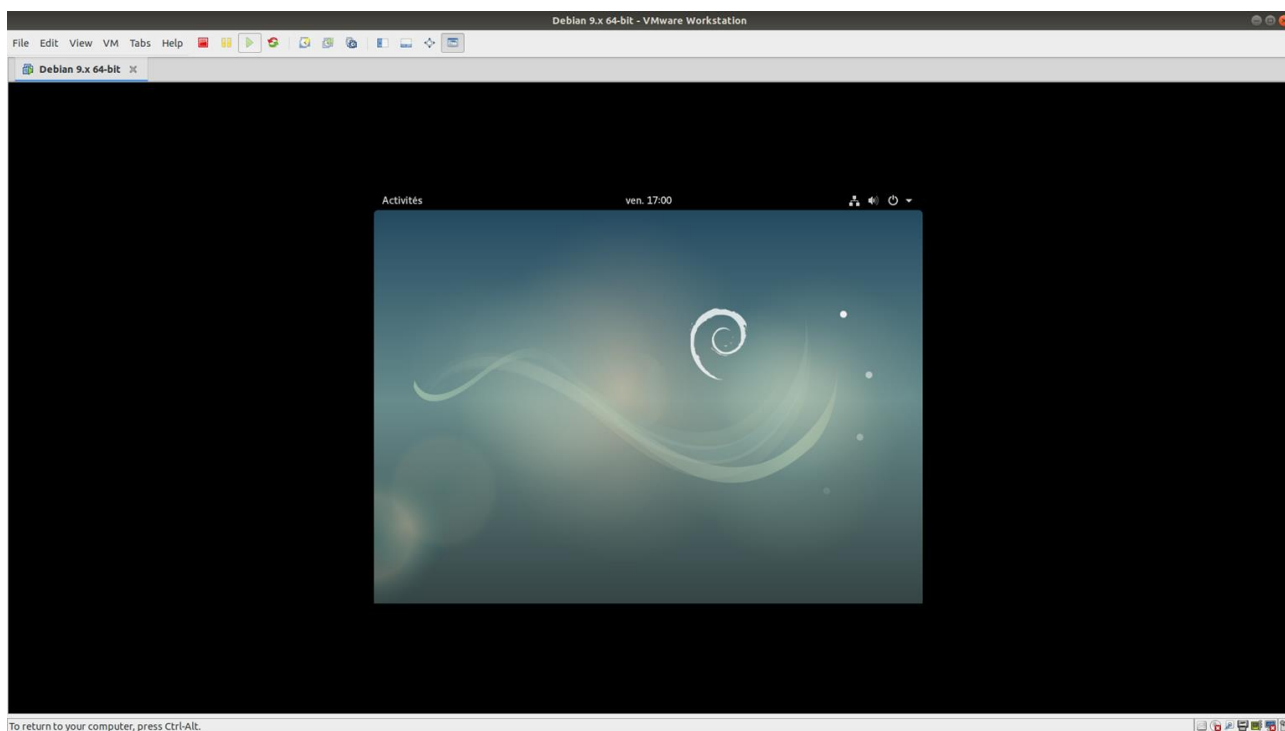 Debian 9.x 64-bit - VMware Workstation
File Edit View VM Tabs Help
Debian 9.x 64-bit
Activités ven. 17:00
To return to your computer, press Ctrl-Alt.